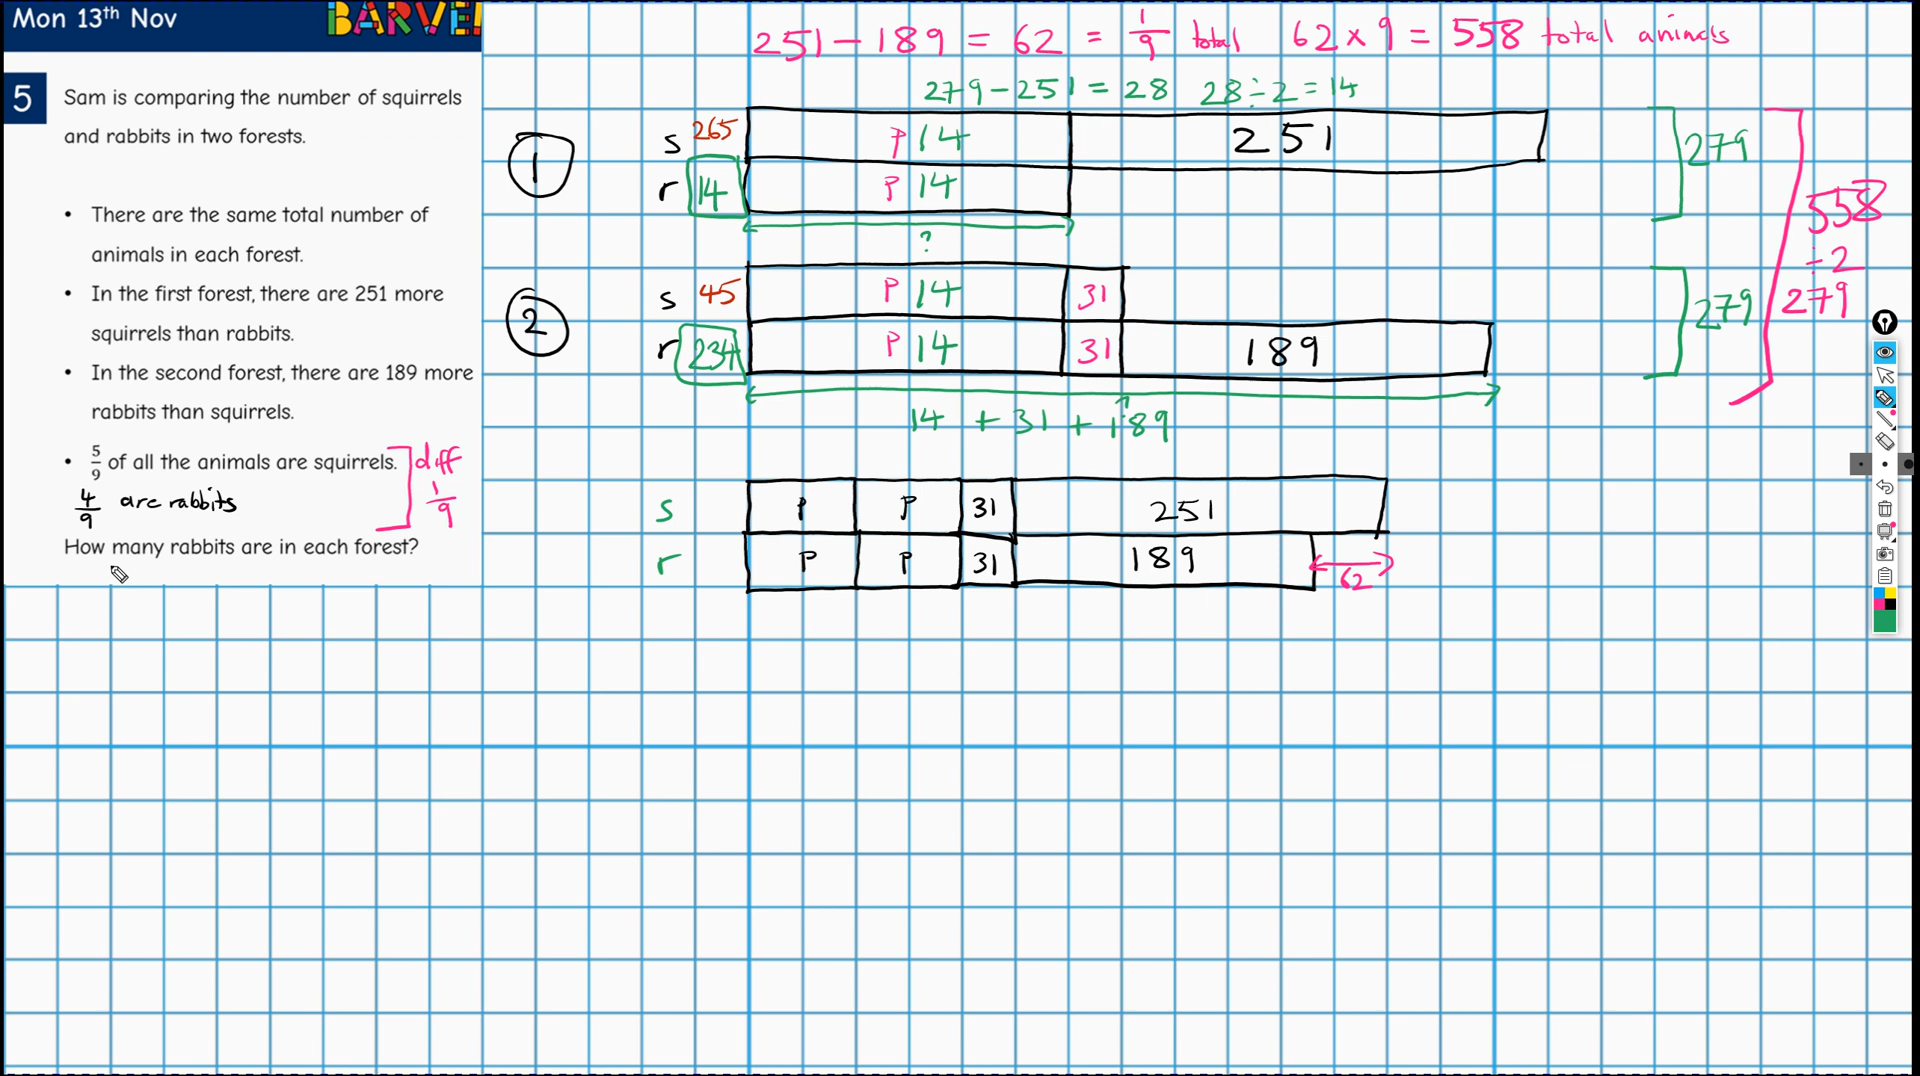 Mon 13th Nov
BARVE
251 - 189 = 62 = 1/9 total 62 x 9 = 558 total animals
279 - 251 = 28 28 ÷ 2 = 14
5
Sam is comparing the number of squirrels
and rabbits in two forests.
• There are the same total number of
animals in each forest.
• In the first forest, there are 251 more
squirrels than rabbits.
• In the second forest, there are 189 more
rabbits than squirrels.
• 5/9 of all the animals are squirrels.
4/9 are rabbits
diff
1/9
How many rabbits are in each forest?
1
s 265 P 14 251
r 14 P 14
?
279
2
s 45 P 14 31
r 234 P 14 31 189
279
14 + 31 + 189
558
÷ 2
279
s P P 31 251
r P P 31 189
62